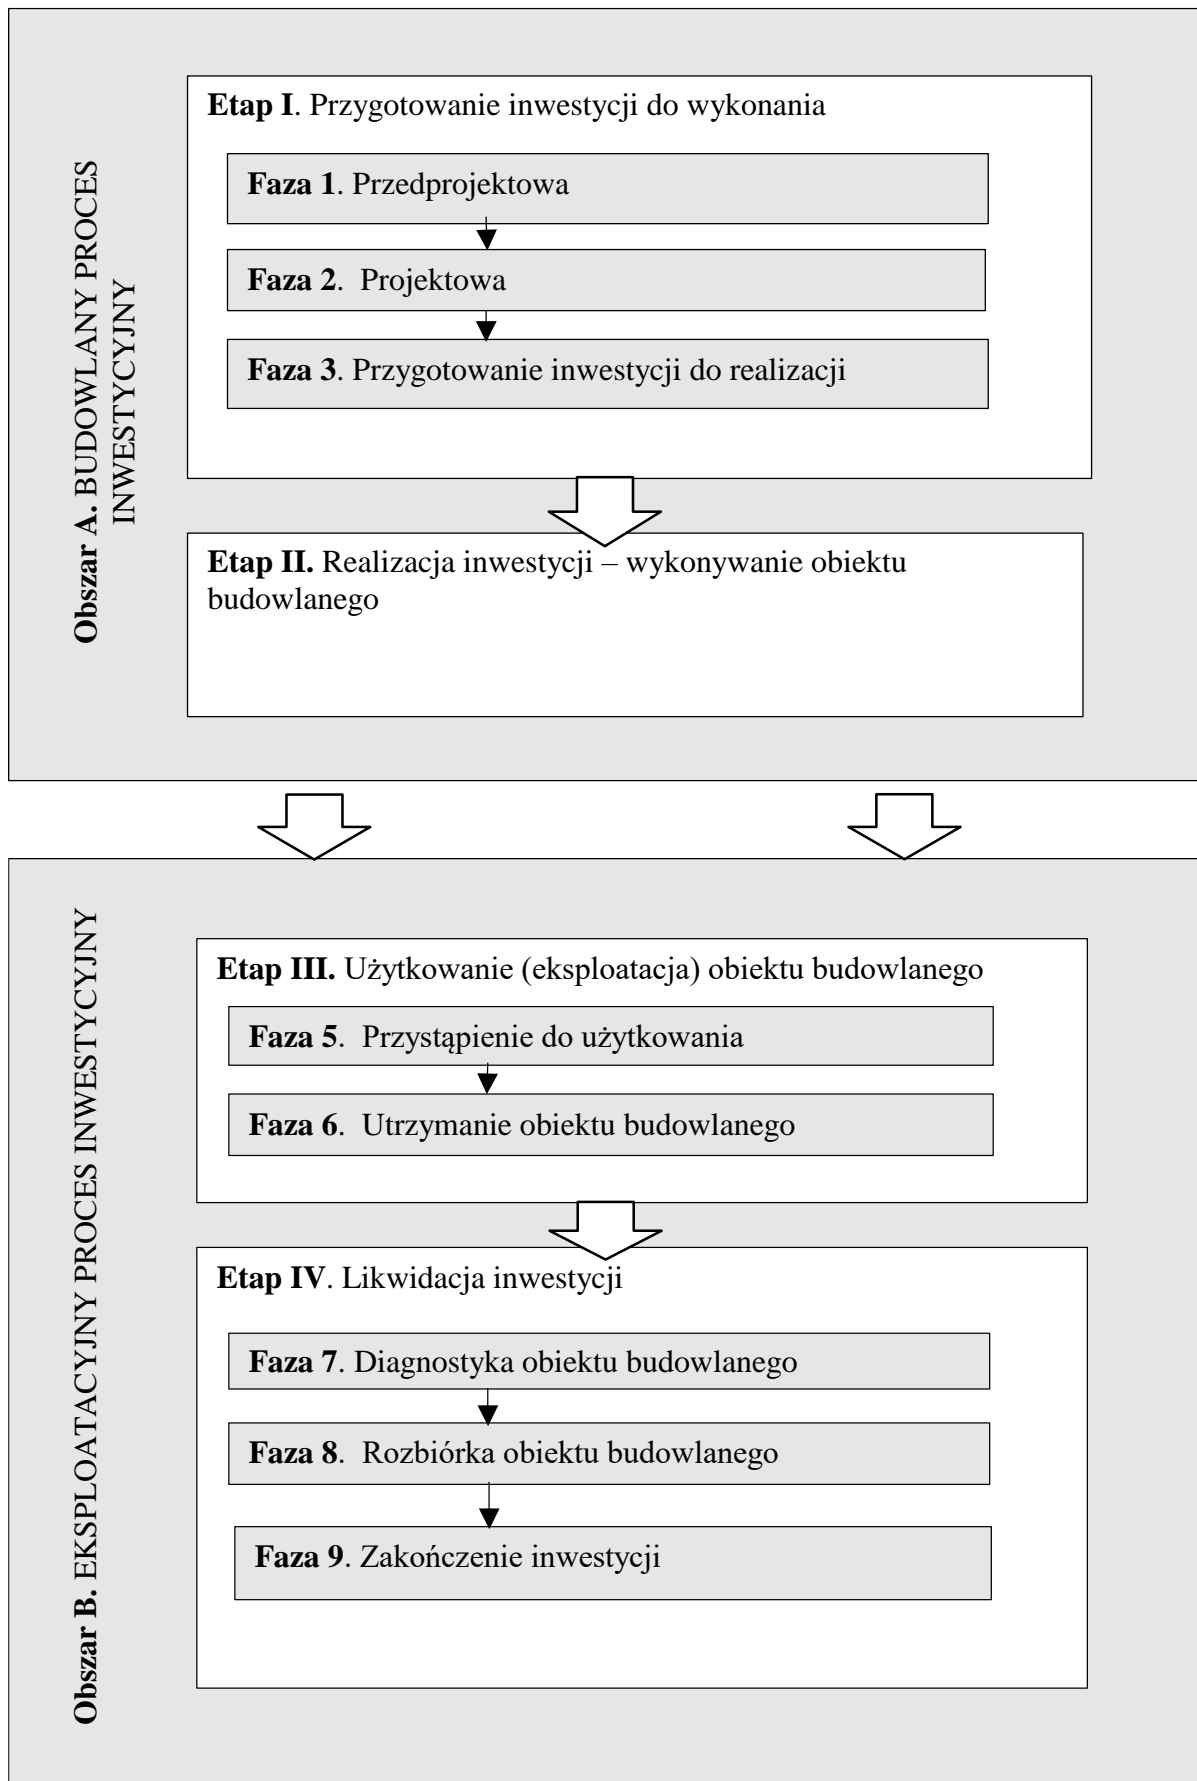 Obszar A. BUDOWLANY PROCES
INWESTYCYJNY
Etap I. Przygotowanie inwestycji do wykonania
Faza 1. Przedprojektowa
Faza 2.  Projektowa
Faza 3. Przygotowanie inwestycji do realizacji
Etap II. Realizacja inwestycji – wykonywanie obiektu
budowlanego
Obszar B. EKSPLOATACYJNY PROCES INWESTYCYJNY
Etap III. Użytkowanie (eksploatacja) obiektu budowlanego
Faza 5.  Przystąpienie do użytkowania
Faza 6.  Utrzymanie obiektu budowlanego
Etap IV. Likwidacja inwestycji
Faza 7. Diagnostyka obiektu budowlanego
Faza 8.  Rozbiórka obiektu budowlanego
Faza 9. Zakończenie inwestycji